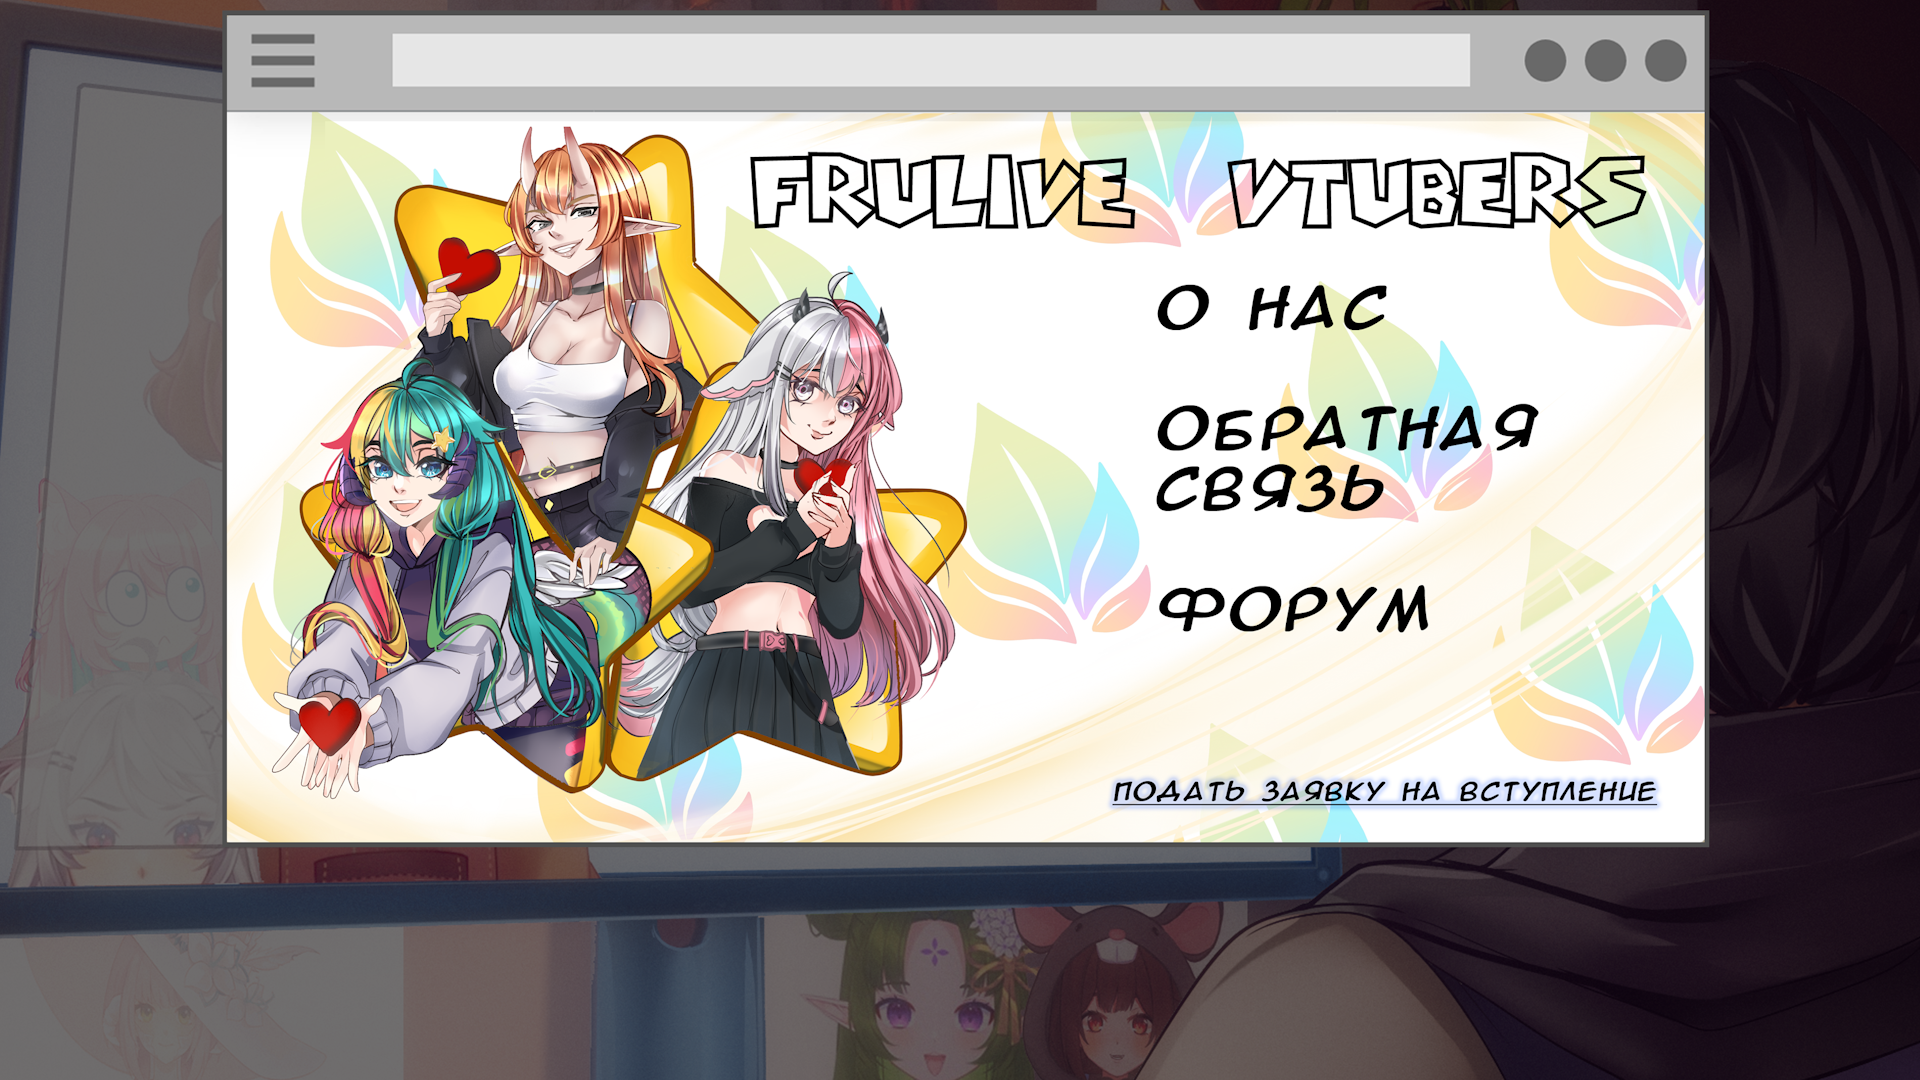 FRULIVE VTUBERS
О НАС
ОБРАТНАЯ
СВЯЗЬ
ФОРУМ
ПОДАТЬ ЗАЯВКУ НА ВСТУПЛЕНИЕ